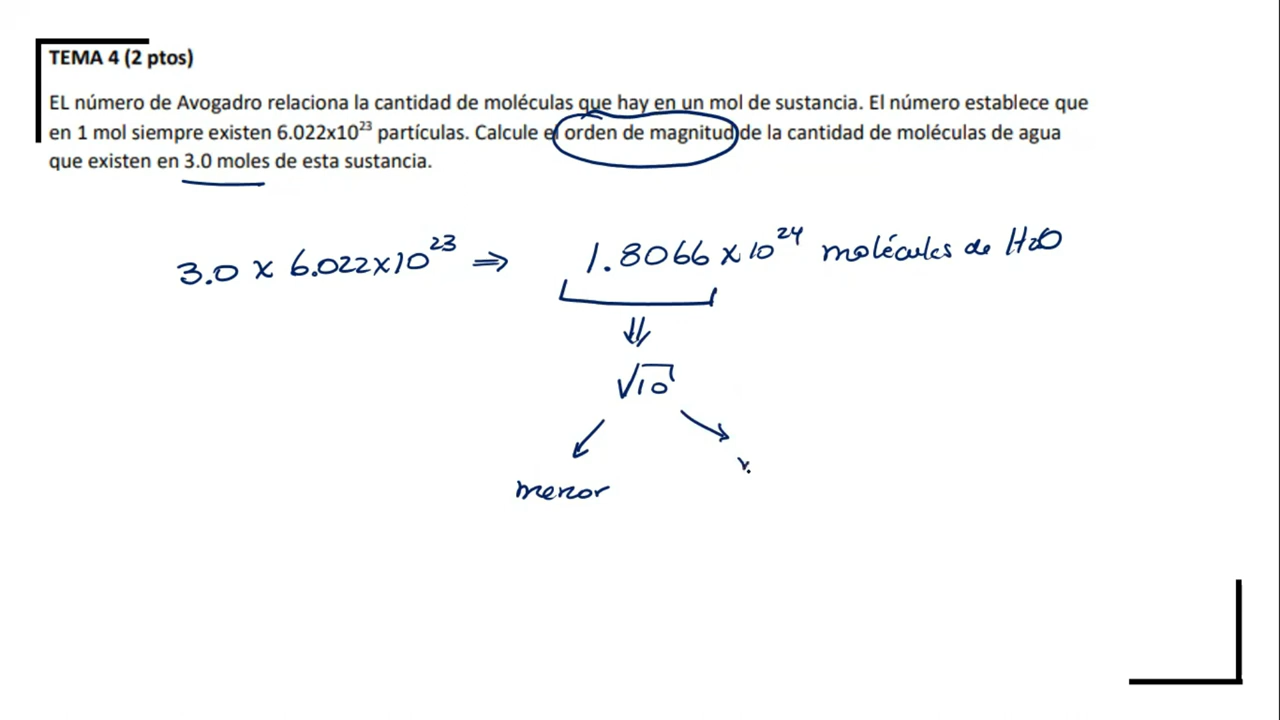 TEMA 4 (2 ptos)
EL número de Avogadro relaciona la cantidad de moléculas que hay en un mol de sustancia. El número establece que
en 1 mol siempre existen 6.022x10²³ partículas. Calcule el orden de magnitud de la cantidad de moléculas de agua
que existen en 3.0 moles de esta sustancia.
3.0 x 6.022x10²³ ⇒ 1.8066 x 10²⁴ moléculas de H2O
⇓
√10
menor